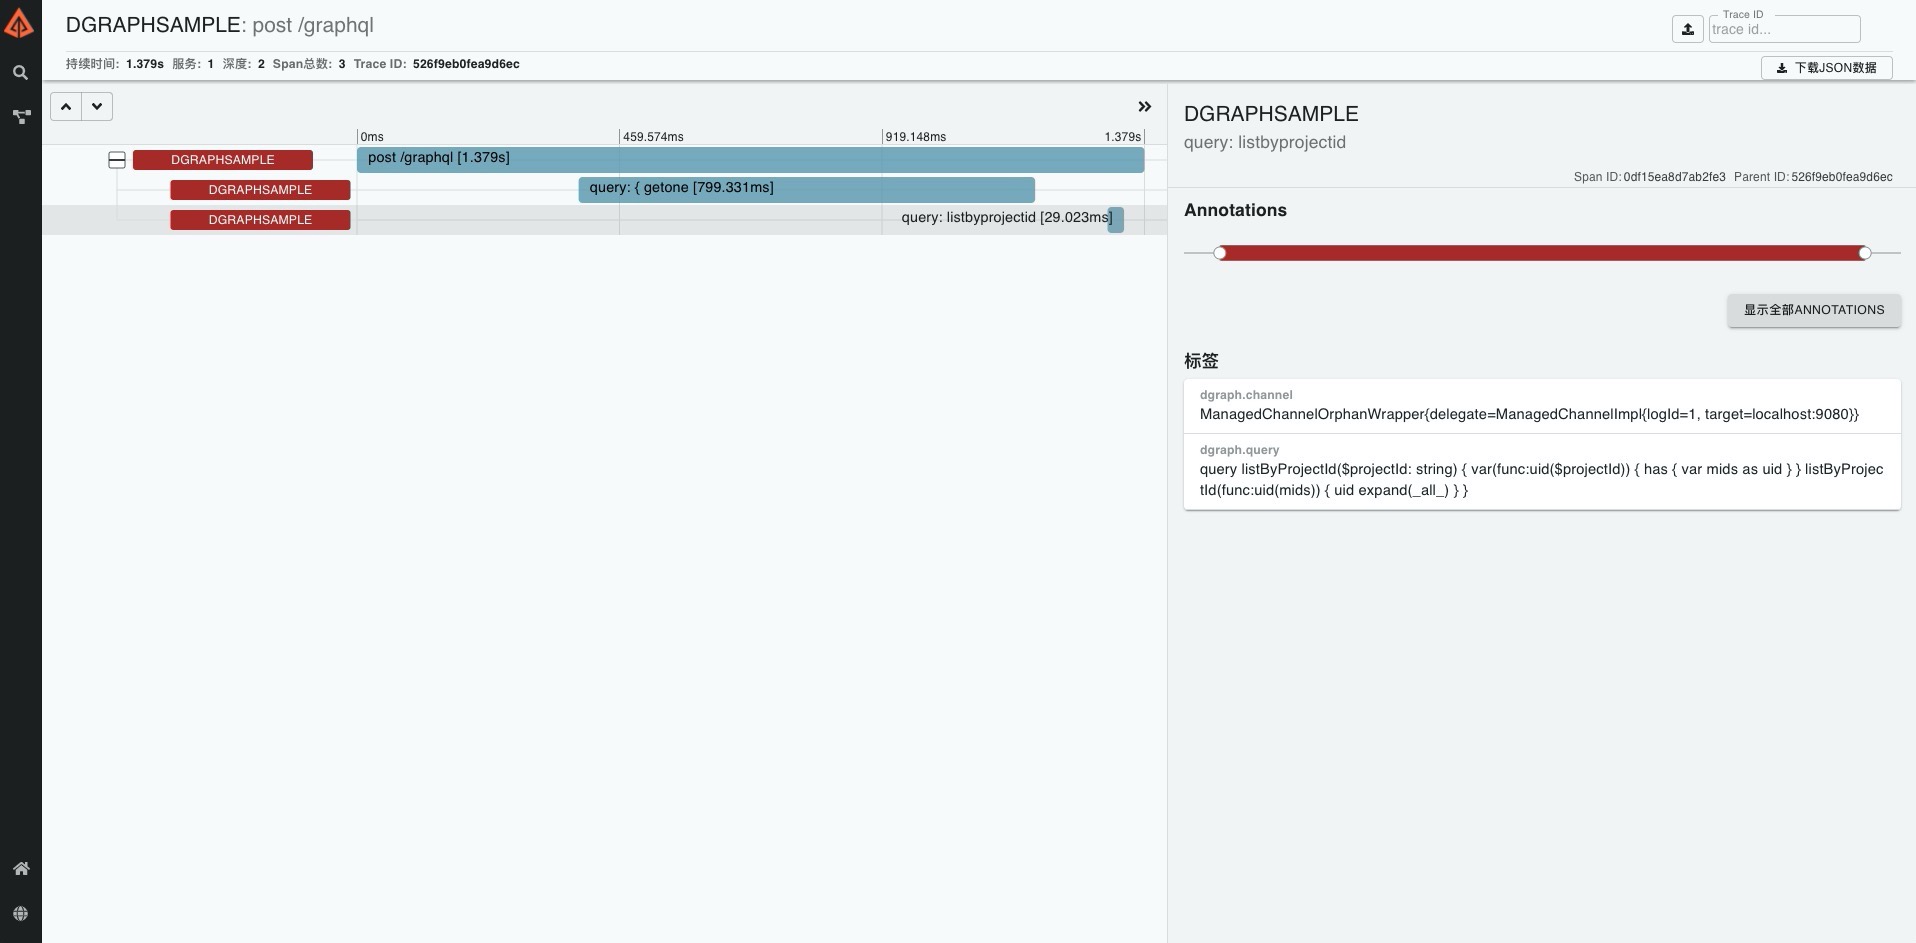 DGRAPHSAMPLE: post /graphql
Trace ID
trace id...
持续时间: 1.379s 服务: 1 深度: 2 Span总数: 3 Trace ID: 526f9eb0fea9d6ec
下载JSON数据
0ms 459.574ms 919.148ms 1.379s
DGRAPHSAMPLE post /graphql [1.379s]
DGRAPHSAMPLE query: { getone [799.331ms]
DGRAPHSAMPLE query: listbyprojectid [29.023ms]
DGRAPHSAMPLE
query: listbyprojectid
Span ID: 0df15ea8d7ab2fe3 Parent ID: 526f9eb0fea9d6ec
Annotations
显示全部ANNOTATIONS
标签
dgraph.channel
ManagedChannelOrphanWrapper{delegate=ManagedChannelImpl{logId=1, target=localhost:9080}}
dgraph.query
query listByProjectId($projectId: string) { var(func:uid($projectId)) { has { var mids as uid } } listByProjec
tId(func:uid(mids)) { uid expand(_all_) } }